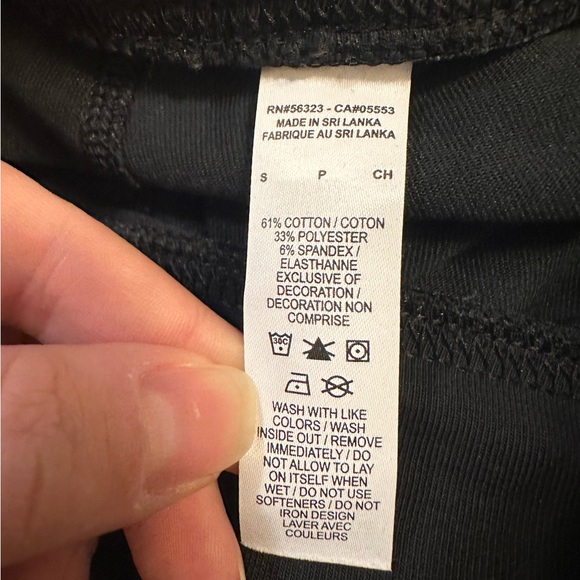 RN#56323 - CA#05553
MADE IN SRI LANKA
FABRIQUE AU SRI LANKA
S P CH
61% COTTON / COTON
33% POLYESTER
6% SPANDEX /
ELASTHANNE
EXCLUSIVE OF
DECORATION /
DECORATION NON
COMPRISE
30C
WASH WITH LIKE
COLORS / WASH
INSIDE OUT / REMOVE
IMMEDIATELY / DO
NOT ALLOW TO LAY
ON ITSELF WHEN
WET / DO NOT USE
SOFTENERS / DO NOT
IRON DESIGN
LAVER AVEC
COULEURS